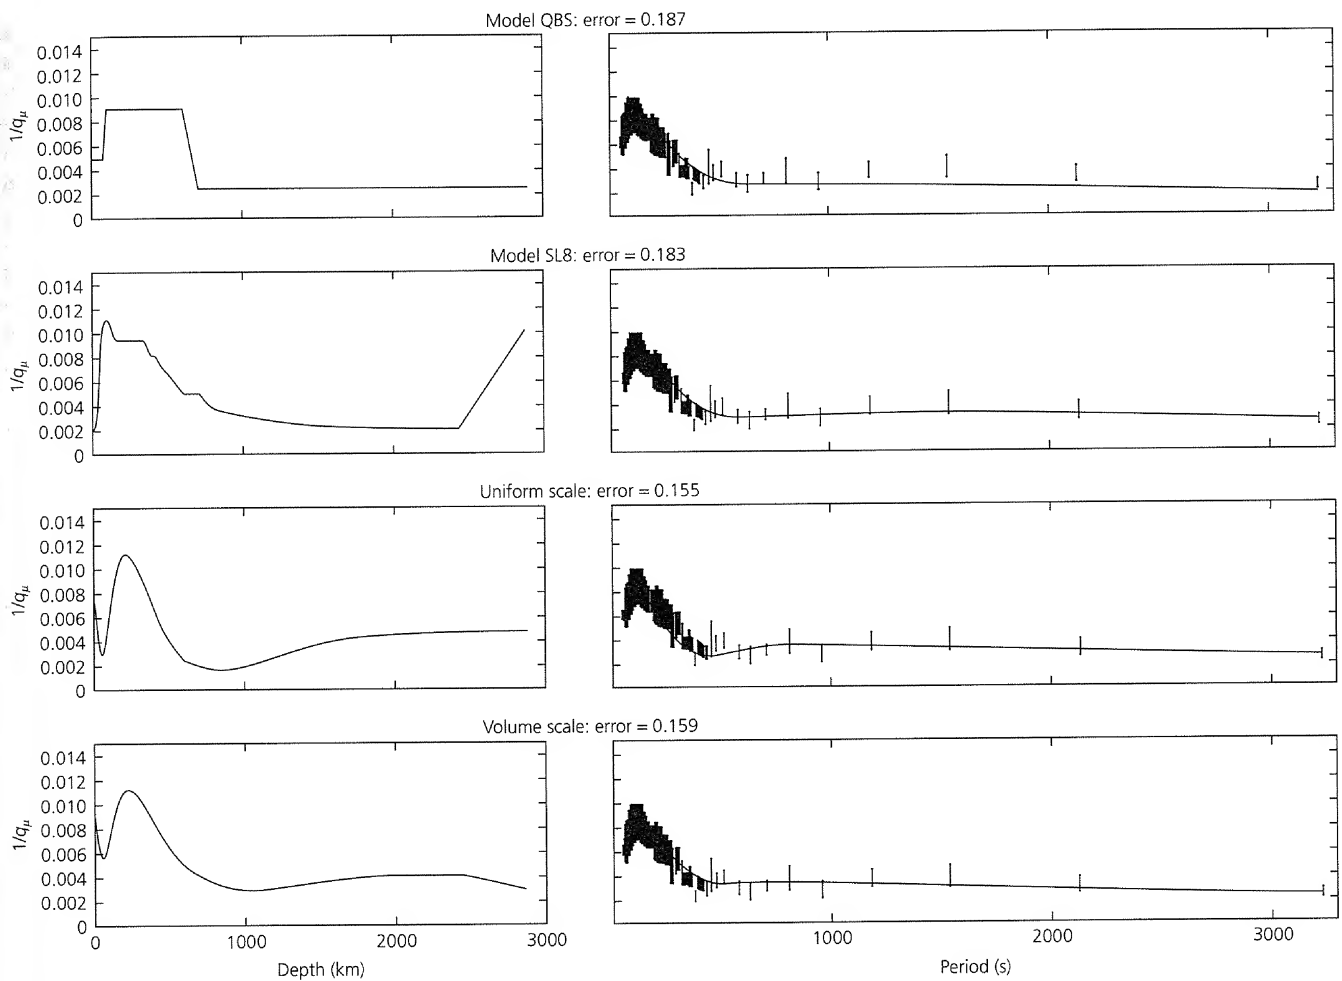 Model QBS: error = 0.187
0.014
0.012
0.010
0.008
0.006
0.004
0.002
0
1/qμ
Model SL8: error = 0.183
0.014
0.012
0.010
0.008
0.006
0.004
0.002
0
1/qμ
Uniform scale: error = 0.155
0.014
0.012
0.010
0.008
0.006
0.004
0.002
0
1/qμ
Volume scale: error = 0.159
0.014
0.012
0.010
0.008
0.006
0.004
0.002
0
1/qμ
0 1000 2000 3000
Depth (km)
1000 2000 3000
Period (s)